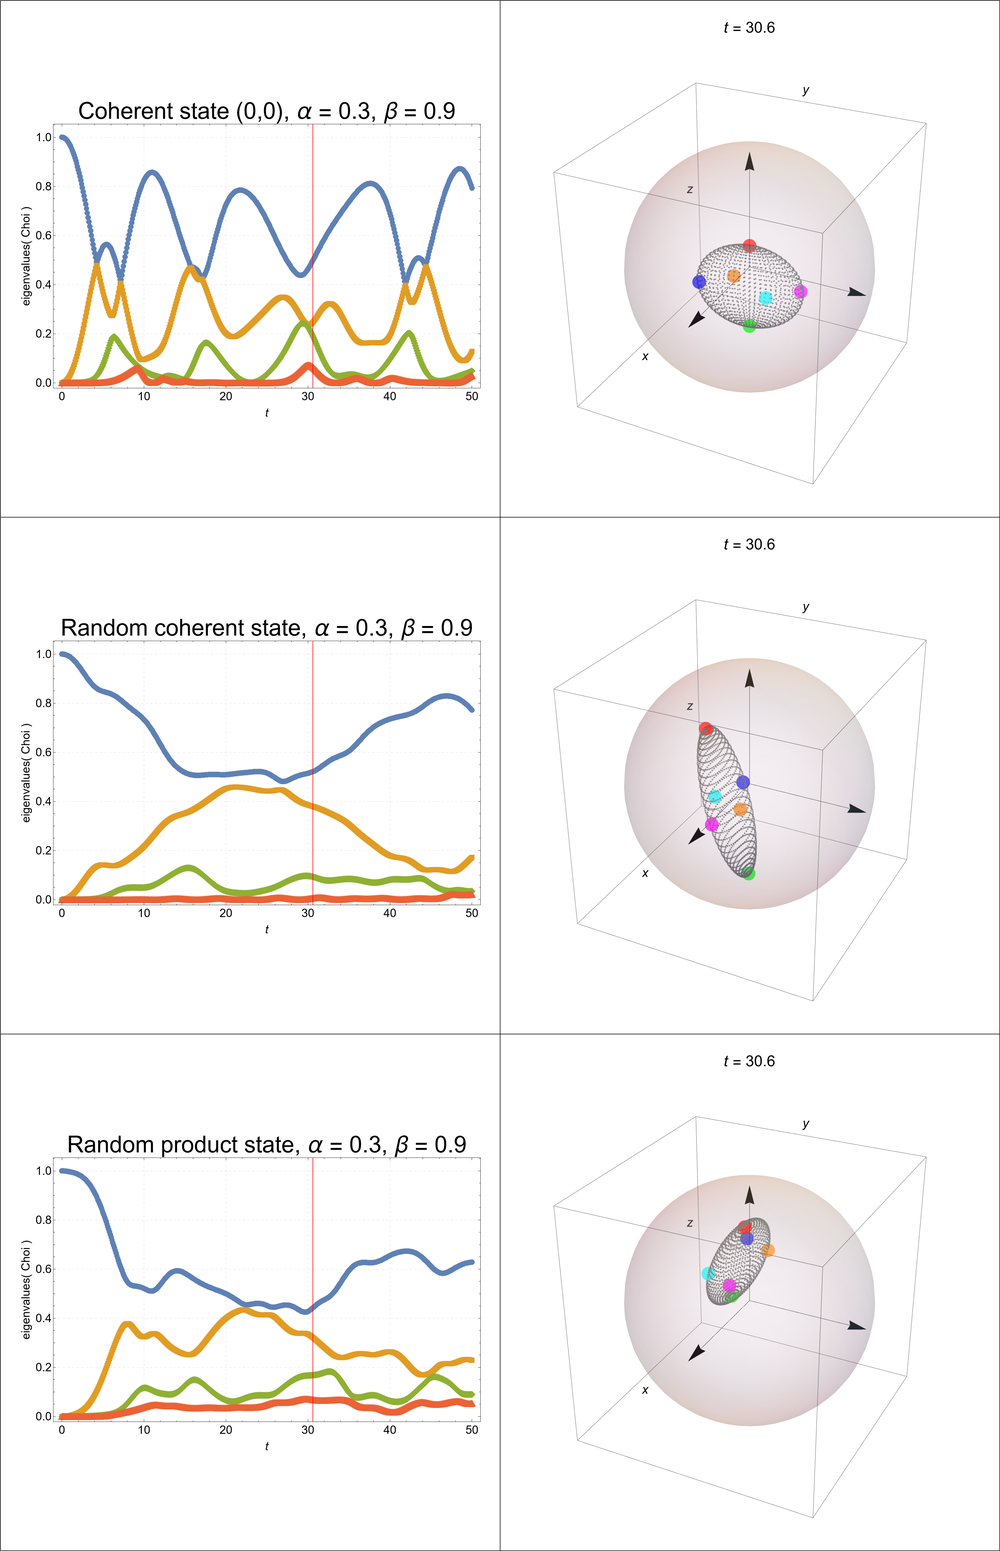 Coherent state (0,0), α = 0.3, β = 0.9
eigenvalues( Choi )
1.0
0.8
0.6
0.4
0.2
0.0
0 10 20 30 40 50
t
t = 30.6
y
z
x
Random coherent state, α = 0.3, β = 0.9
eigenvalues( Choi )
1.0
0.8
0.6
0.4
0.2
0.0
0 10 20 30 40 50
t
t = 30.6
y
z
x
Random product state, α = 0.3, β = 0.9
eigenvalues( Choi )
1.0
0.8
0.6
0.4
0.2
0.0
0 10 20 30 40 50
t
t = 30.6
y
z
x